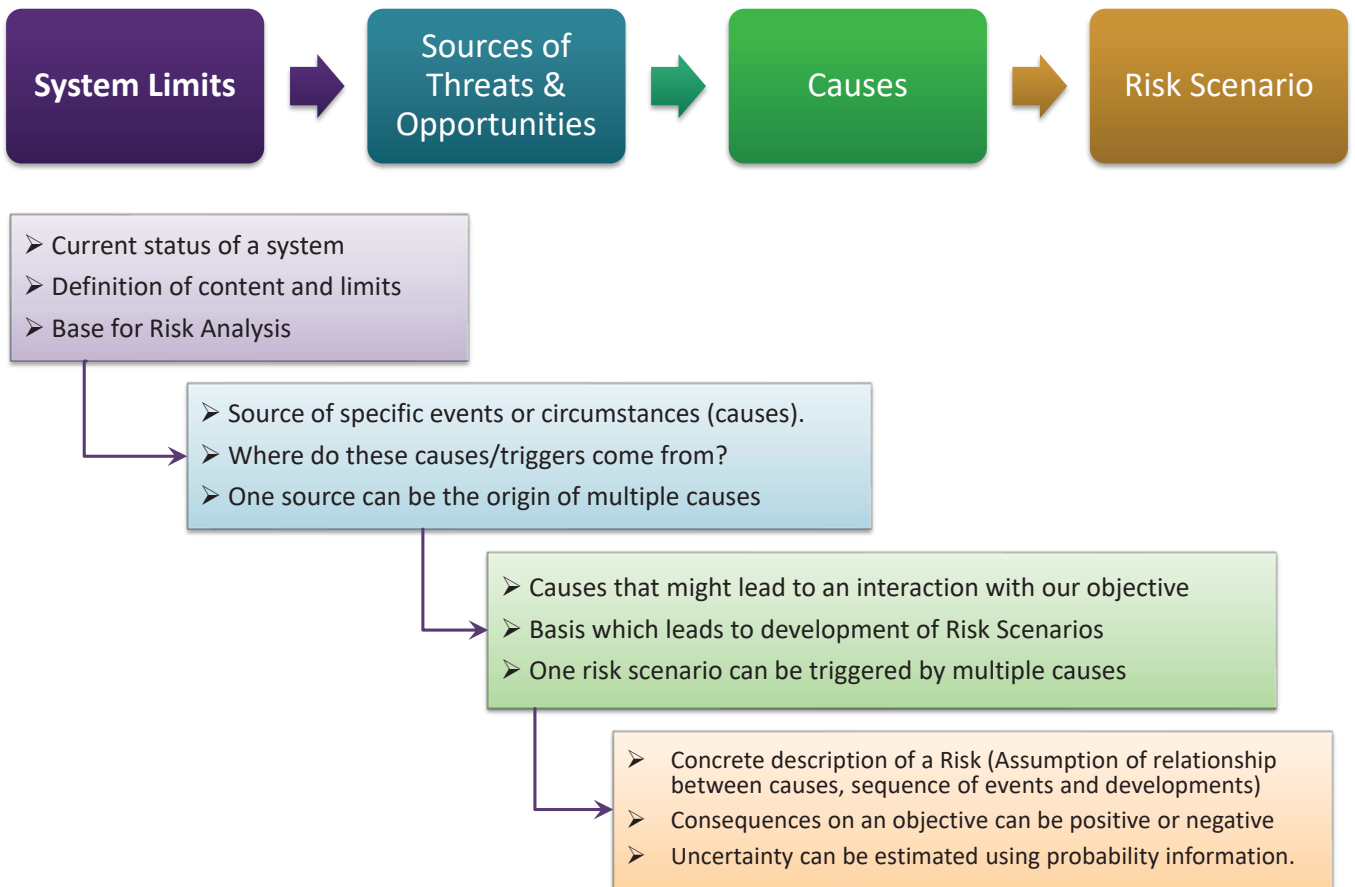 System Limits
Sources of
Threats &
Opportunities
Causes
Risk Scenario
➢ Current status of a system
➢ Definition of content and limits
➢ Base for Risk Analysis
➢ Source of specific events or circumstances (causes).
➢ Where do these causes/triggers come from?
➢ One source can be the origin of multiple causes
➢ Causes that might lead to an interaction with our objective
➢ Basis which leads to development of Risk Scenarios
➢ One risk scenario can be triggered by multiple causes
➢ Concrete description of a Risk (Assumption of relationship
between causes, sequence of events and developments)
➢ Consequences on an objective can be positive or negative
➢ Uncertainty can be estimated using probability information.